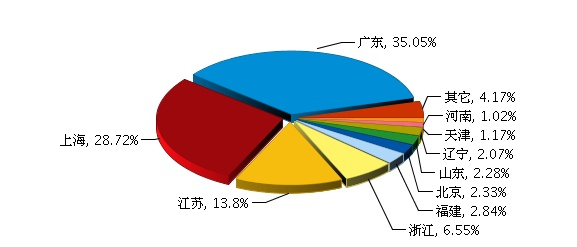 广东, 35.05%
其它, 4.17%
河南, 1.02%
天津, 1.17%
辽宁, 2.07%
山东, 2.28%
北京, 2.33%
福建, 2.84%
浙江, 6.55%
江苏, 13.8%
上海, 28.72%